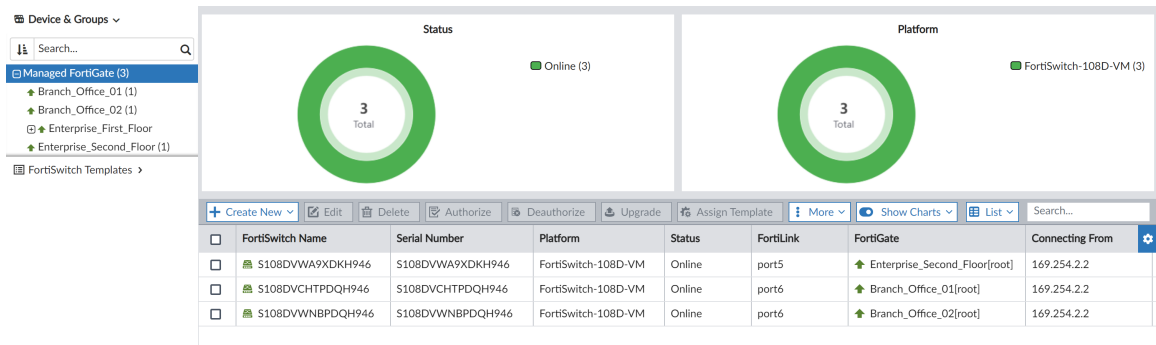 Device & Groups
Search...
Managed FortiGate (3)
Branch_Office_01 (1)
Branch_Office_02 (1)
Enterprise_First_Floor
Enterprise_Second_Floor (1)
FortiSwitch Templates
Status
3
Total
Online (3)
Platform
3
Total
FortiSwitch-108D-VM (3)
Create New Edit Delete Authorize Deauthorize Upgrade Assign Template More Show Charts List Search...
FortiSwitch Name Serial Number Platform Status FortiLink FortiGate Connecting From
S108DVWA9XDKH946 S108DVWA9XDKH946 FortiSwitch-108D-VM Online port5 Enterprise_Second_Floor[root] 169.254.2.2
S108DVCHTPDQH946 S108DVCHTPDQH946 FortiSwitch-108D-VM Online port6 Branch_Office_01[root] 169.254.2.2
S108DVWNBPDQH946 S108DVWNBPDQH946 FortiSwitch-108D-VM Online port6 Branch_Office_02[root] 169.254.2.2